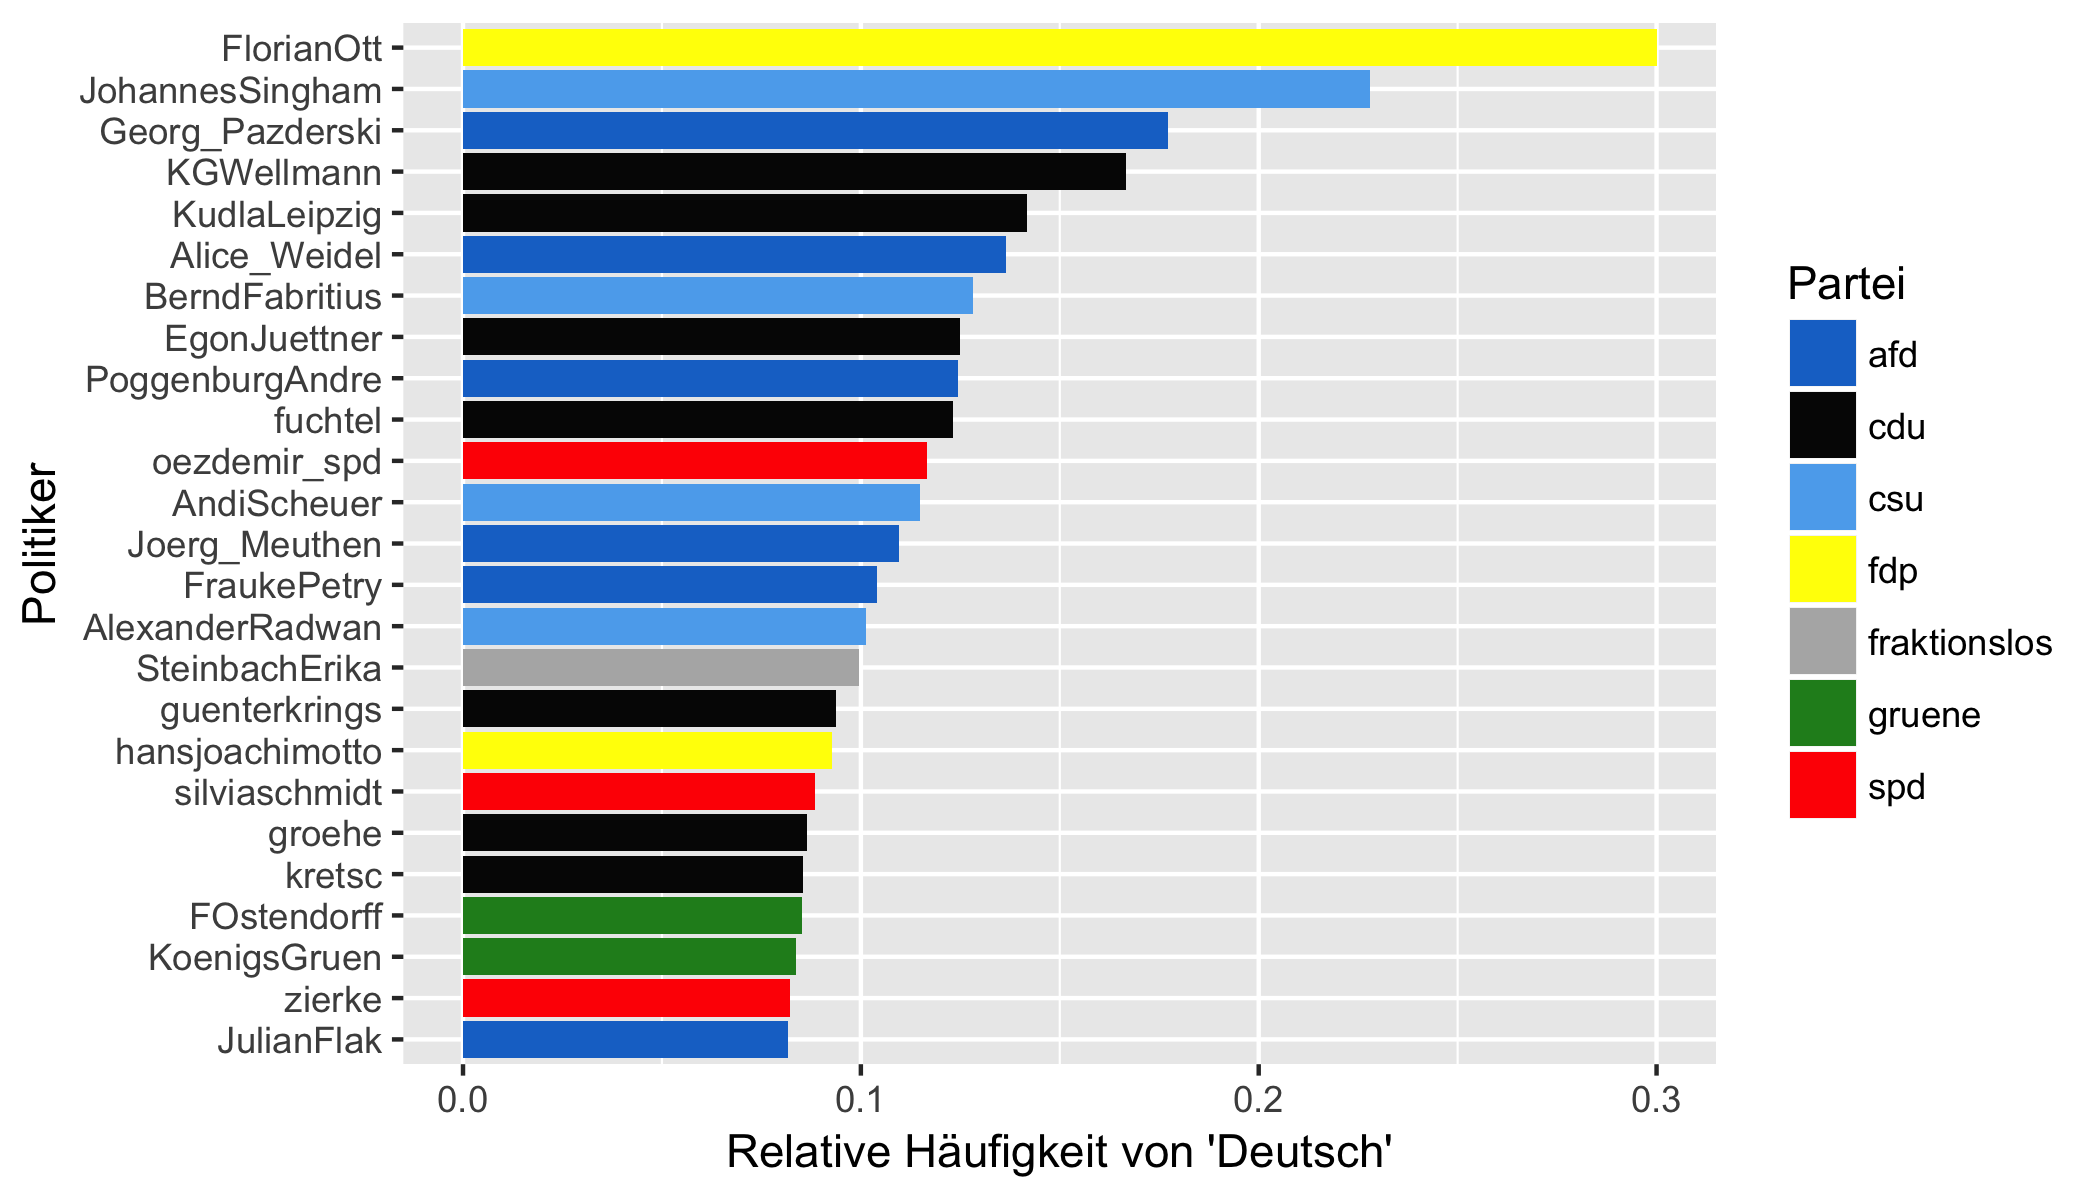 FlorianOtt
JohannesSingham
Georg_Pazderski
KGWellmann
KudlaLeipzig
Alice_Weidel
BerndFabritius
EgonJuettner
PoggenburgAndre
fuchtel
oezdemir_spd
AndiScheuer
Joerg_Meuthen
FraukePetry
AlexanderRadwan
SteinbachErika
guenterkrings
hansjoachimotto
silviaschmidt
groehe
kretsc
FOstendorff
KoenigsGruen
zierke
JulianFlak
Politiker
0.0 0.1 0.2 0.3
Relative Häufigkeit von 'Deutsch'
Partei
afd
cdu
csu
fdp
fraktionslos
gruene
spd